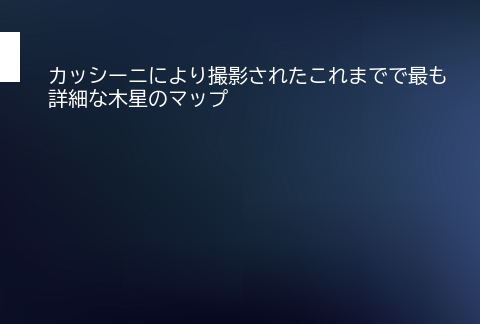 カッシーニにより撮影されたこれまでで最も
詳細な木星のマップ